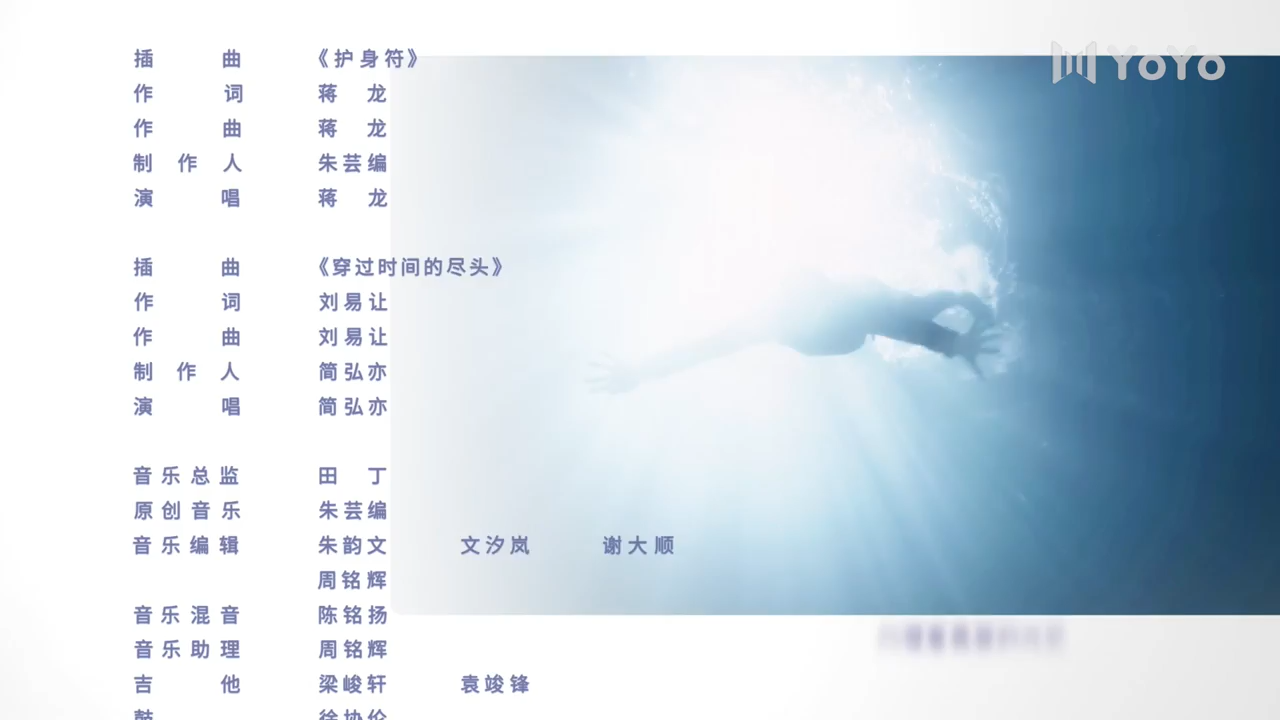 YOYO
插曲 《护身符》
作词 蒋龙
作曲 蒋龙
制作人 朱芸编
演唱 蒋龙
插曲 《穿过时间的尽头》
作词 刘易让
作曲 刘易让
制作人 简弘亦
演唱 简弘亦
音乐总监 田丁
原创音乐 朱芸编
音乐编辑 朱韵文 文汐岚 谢大顺
周铭辉
音乐混音 陈铭扬
音乐助理 周铭辉
吉他 梁峻轩 袁竣锋
鼓 徐协伦